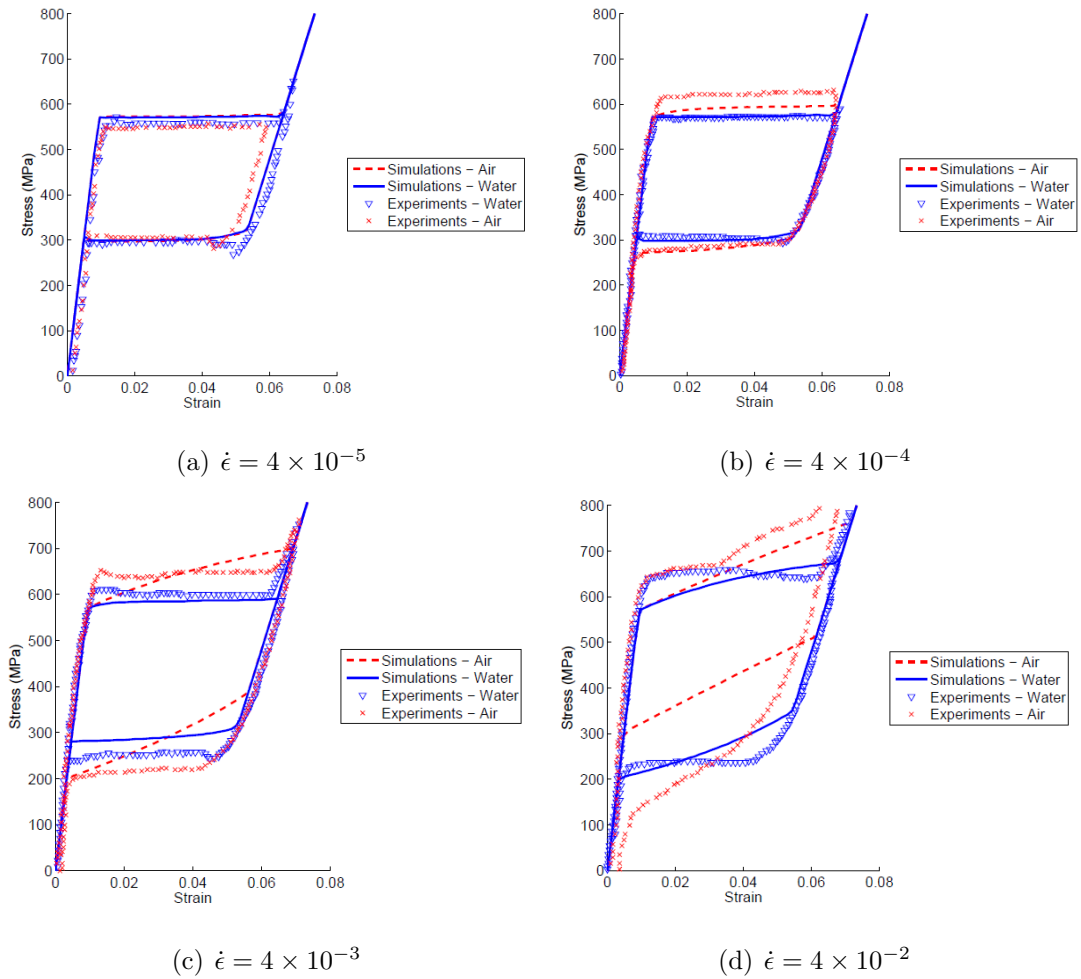 800
700
600
500
400
300
200
100
0
Stress (MPa)
0 0.02 0.04 0.06 0.08
Strain
Simulations – Air
Simulations – Water
Experiments – Water
Experiments – Air
(a) ϵ̇ = 4 × 10⁻⁵
800
700
600
500
400
300
200
100
0
Stress (MPa)
0 0.02 0.04 0.06 0.08
Strain
Simulations – Air
Simulations – Water
Experiments – Water
Experiments – Air
(b) ϵ̇ = 4 × 10⁻⁴
800
700
600
500
400
300
200
100
0
Stress (MPa)
0 0.02 0.04 0.06 0.08
Strain
Simulations – Air
Simulations – Water
Experiments – Water
Experiments – Air
(c) ϵ̇ = 4 × 10⁻³
800
700
600
500
400
300
200
100
0
Stress (MPa)
0 0.02 0.04 0.06 0.08
Strain
Simulations – Air
Simulations – Water
Experiments – Water
Experiments – Air
(d) ϵ̇ = 4 × 10⁻²